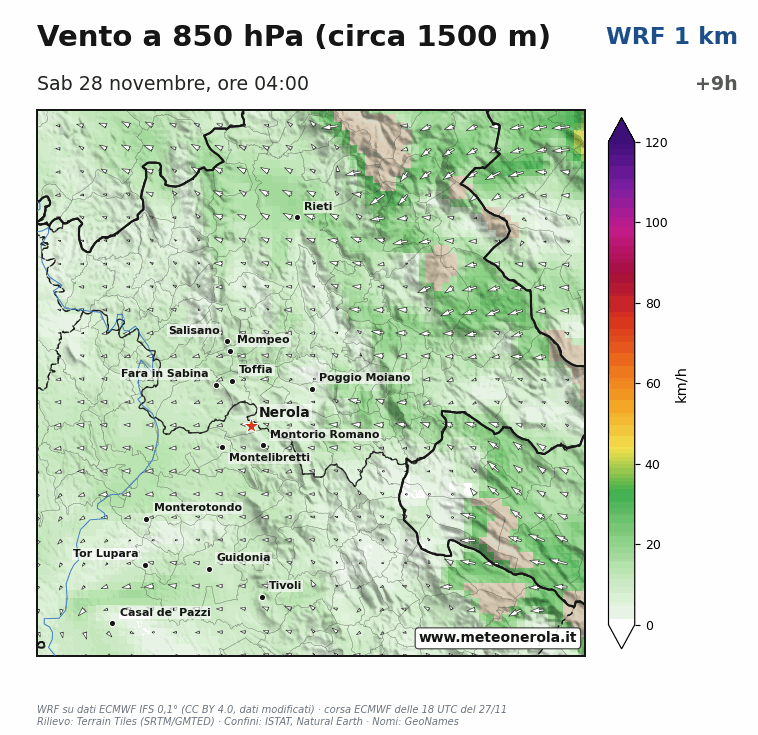 Vento a 850 hPa (circa 1500 m)
WRF 1 km
Sab 28 novembre, ore 04:00
+9h
Rieti
Salisano
Mompeo
Fara in Sabina
Toffia
Poggio Moiano
Nerola
Montorio Romano
Montelibretti
Monterotondo
Tor Lupara
Guidonia
Tivoli
Casal de' Pazzi
www.meteonerola.it
120
100
80
60
40
20
0
km/h
WRF su dati ECMWF IFS 0,1° (CC BY 4.0, dati modificati) · corsa ECMWF delle 18 UTC del 27/11
Rilievo: Terrain Tiles (SRTM/GMTED) · Confini: ISTAT, Natural Earth · Nomi: GeoNames